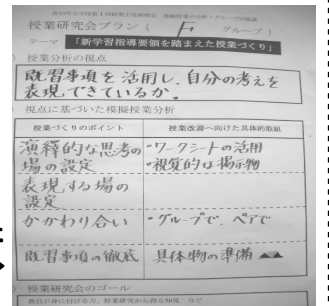 授業研究会プラン ( F グループ )
テーマ 「新学習指導要領を踏まえた授業づくり」
授業分析の視点
既習事項を活用し、自分の考えを
表現できているか。
視点に基づいた模擬授業分析
授業づくりのポイント 授業改善へ向けた具体的取組
演繹的な思考の ・ワークシートの活用
場の設定 ・視覚的な掲示物
表現する場の
設定
かかわり合い ・グループで、ペアで
既習事項の徹底 具体物の準備
授業研究会のゴール